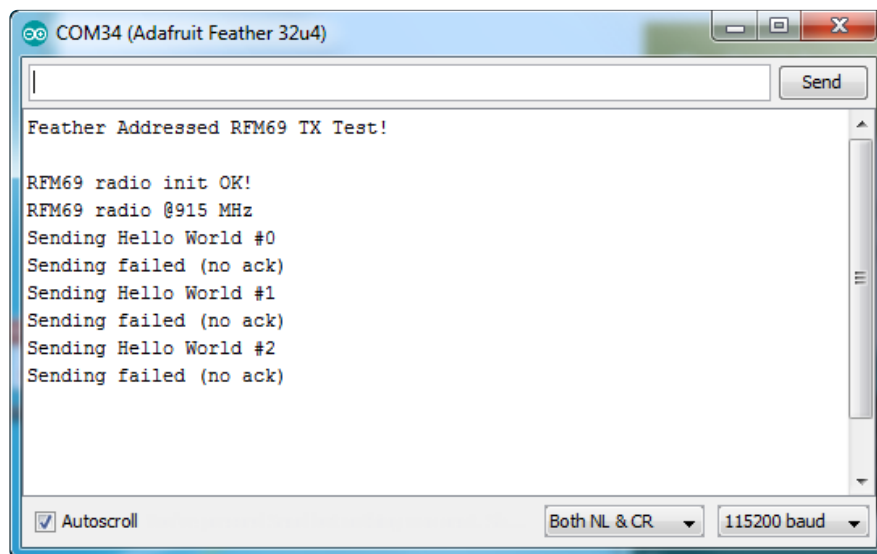 COM34 (Adafruit Feather 32u4)
Send
Feather Addressed RFM69 TX Test!
RFM69 radio init OK!
RFM69 radio @915 MHz
Sending Hello World #0
Sending failed (no ack)
Sending Hello World #1
Sending failed (no ack)
Sending Hello World #2
Sending failed (no ack)
Autoscroll
Both NL & CR
115200 baud